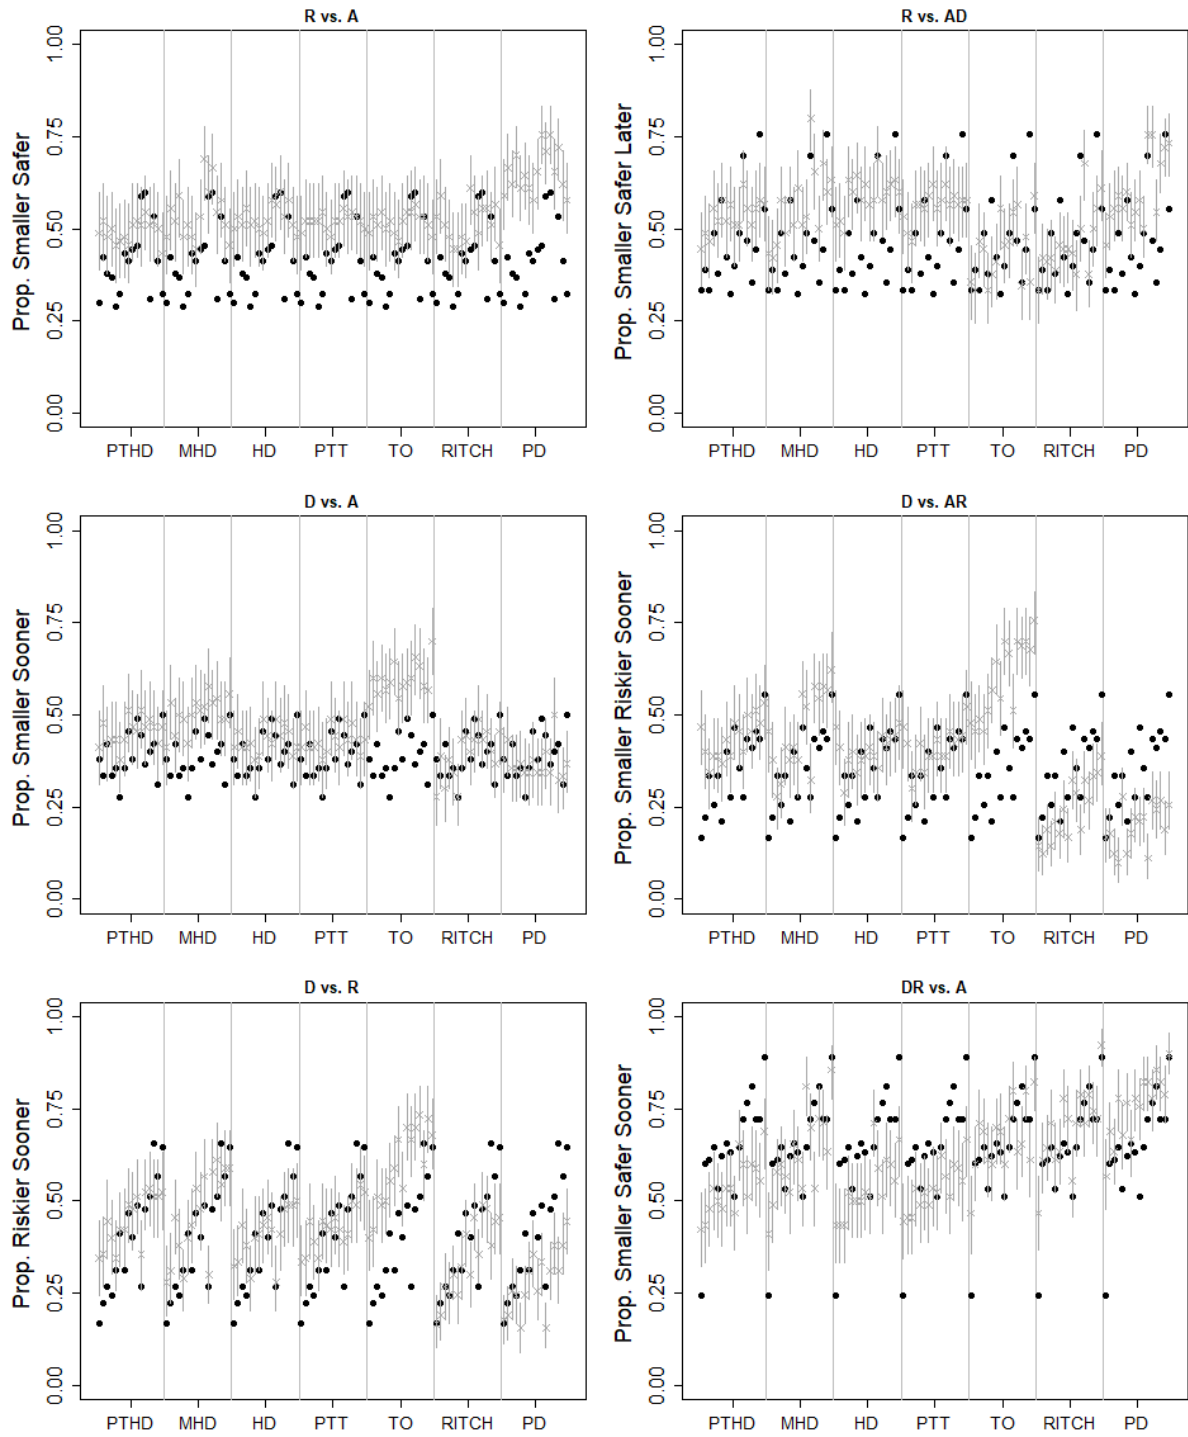 R vs. A
Prop. Smaller Safer
1.00
0.75
0.50
0.25
0.00
PTHD MHD HD PTT TO RITCH PD
R vs. AD
Prop. Smaller Safer Later
1.00
0.75
0.50
0.25
0.00
PTHD MHD HD PTT TO RITCH PD
D vs. A
Prop. Smaller Sooner
1.00
0.75
0.50
0.25
0.00
PTHD MHD HD PTT TO RITCH PD
D vs. AR
Prop. Smaller Riskier Sooner
1.00
0.75
0.50
0.25
0.00
PTHD MHD HD PTT TO RITCH PD
D vs. R
Prop. Riskier Sooner
1.00
0.75
0.50
0.25
0.00
PTHD MHD HD PTT TO RITCH PD
DR vs. A
Prop. Smaller Safer Sooner
1.00
0.75
0.50
0.25
0.00
PTHD MHD HD PTT TO RITCH PD